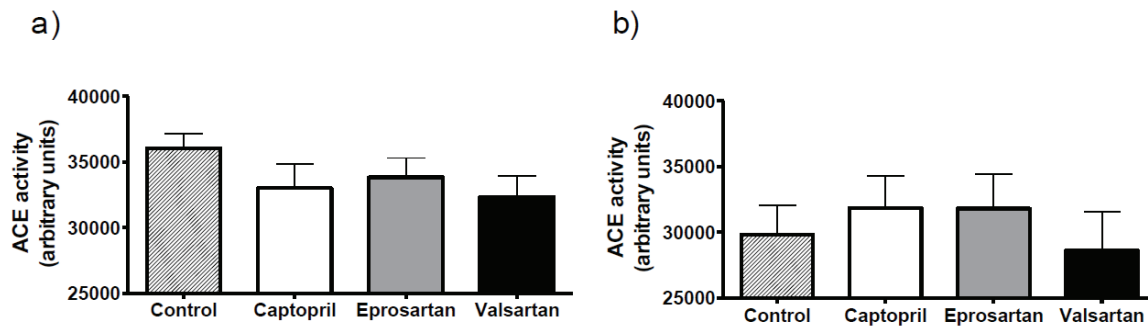 a)
ACE activity
(arbitrary units)
40000
35000
30000
25000
Control Captopril Eprosartan Valsartan
b)
ACE activity
(arbitrary units)
40000
35000
30000
25000
Control Captopril Eprosartan Valsartan